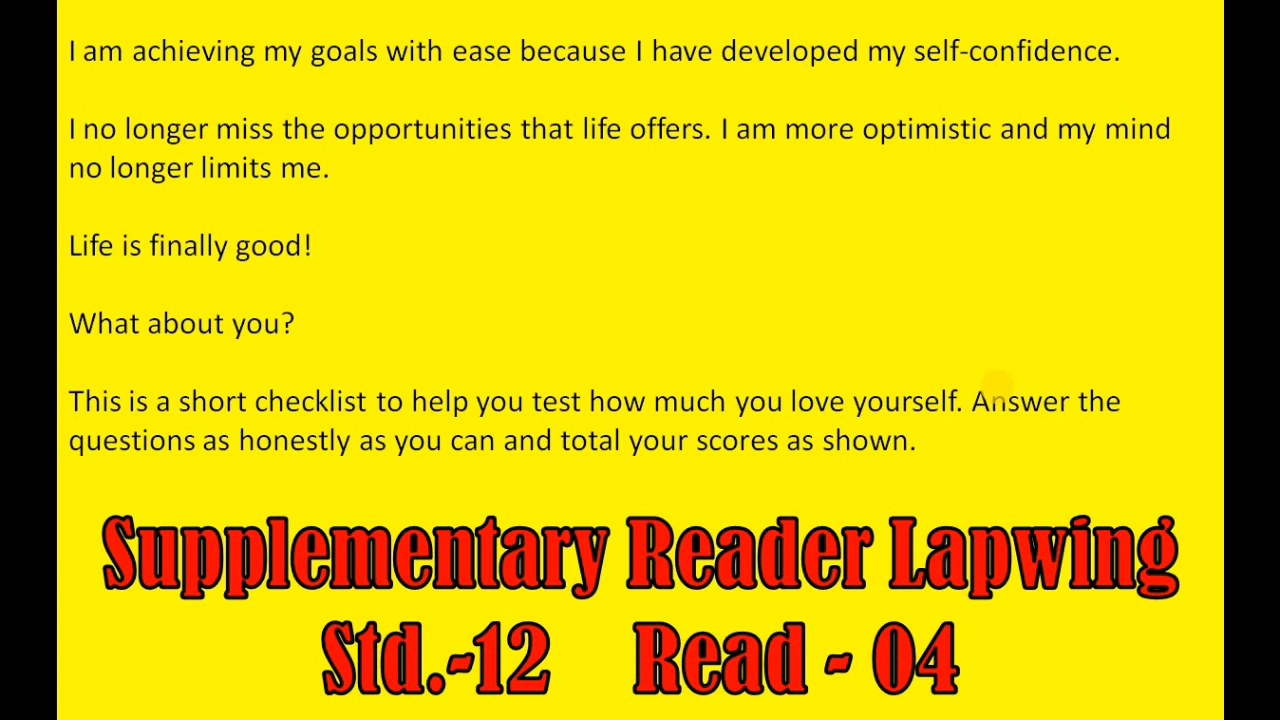 I am achieving my goals with ease because I have developed my self-confidence.
I no longer miss the opportunities that life offers. I am more optimistic and my mind
no longer limits me.
Life is finally good!
What about you?
This is a short checklist to help you test how much you love yourself. Answer the
questions as honestly as you can and total your scores as shown.
Supplementary Reader Lapwing
Std.-12 Read - 04